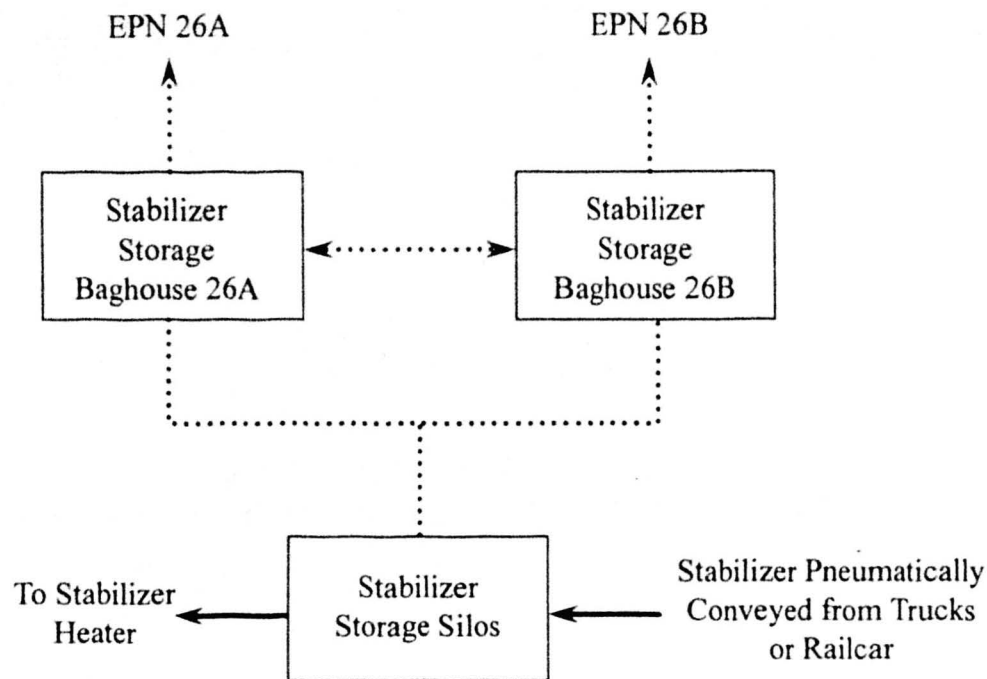 EPN 26A
EPN 26B
Stabilizer
Storage
Baghouse 26A
Stabilizer
Storage
Baghouse 26B
To Stabilizer
Heater
Stabilizer
Storage Silos
Stabilizer Pneumatically
Conveyed from Trucks
or Railcar